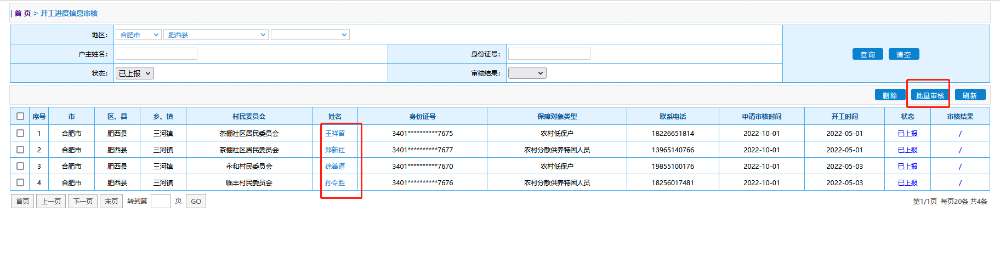 | 首 页 > 开工进度信息审核
地区： 合肥市 肥西县
户主姓名： 身份证号： 查询 清空
状态： 已上报 审核结果：
删除 批量审核 刷新
序号 市 区、县 乡、镇 村民委员会 姓名 身份证号 保障对象类型 联系电话 申请审核时间 开工时间 状态 审核结果
1 合肥市 肥西县 三河镇 茶棚社区居民委员会 王祥留 3401**********7675 农村低保户 18226651814 2022-10-01 2022-05-01 已上报 /
2 合肥市 肥西县 三河镇 茶棚社区居民委员会 郑新社 3401**********7677 农村分散供养特困人员 13965140766 2022-10-01 2022-05-01 已上报 /
3 合肥市 肥西县 三河镇 永和村民委员会 徐善道 3401**********7670 农村低保户 19855100176 2022-10-01 2022-05-03 已上报 /
4 合肥市 肥西县 三河镇 临丰村民委员会 孙令胜 3401**********7676 农村分散供养特困人员 18256017481 2022-10-01 2022-05-03 已上报 /
首页 上一页 下一页 末页 转到第 页 GO 第1/1页 每页20条 共4条